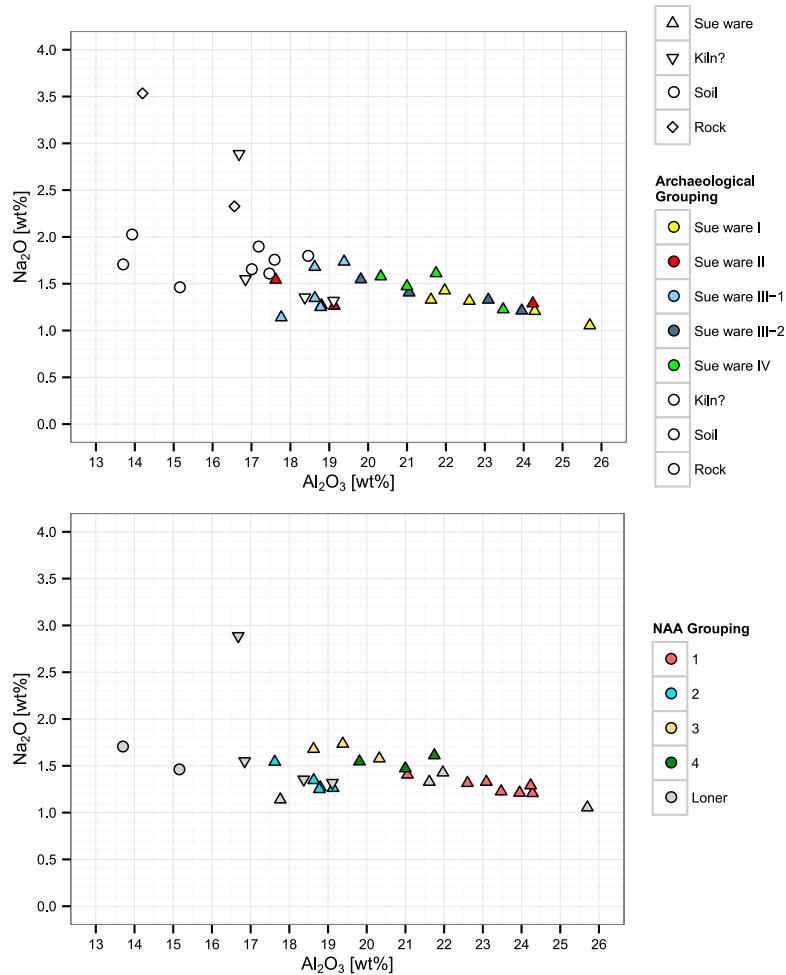 Sue ware
Kiln?
Soil
Rock
4.0
3.5
3.0
2.5
2.0
1.5
1.0
0.5
0.0
Na₂O [wt%]
13 14 15 16 17 18 19 20 21 22 23 24 25 26
Al₂O₃ [wt%]
Archaeological
Grouping
Sue ware I
Sue ware II
Sue ware III-1
Sue ware III-2
Sue ware IV
Kiln?
Soil
Rock
4.0
3.5
3.0
2.5
2.0
1.5
1.0
0.5
0.0
Na₂O [wt%]
13 14 15 16 17 18 19 20 21 22 23 24 25 26
Al₂O₃ [wt%]
NAA Grouping
1
2
3
4
Loner